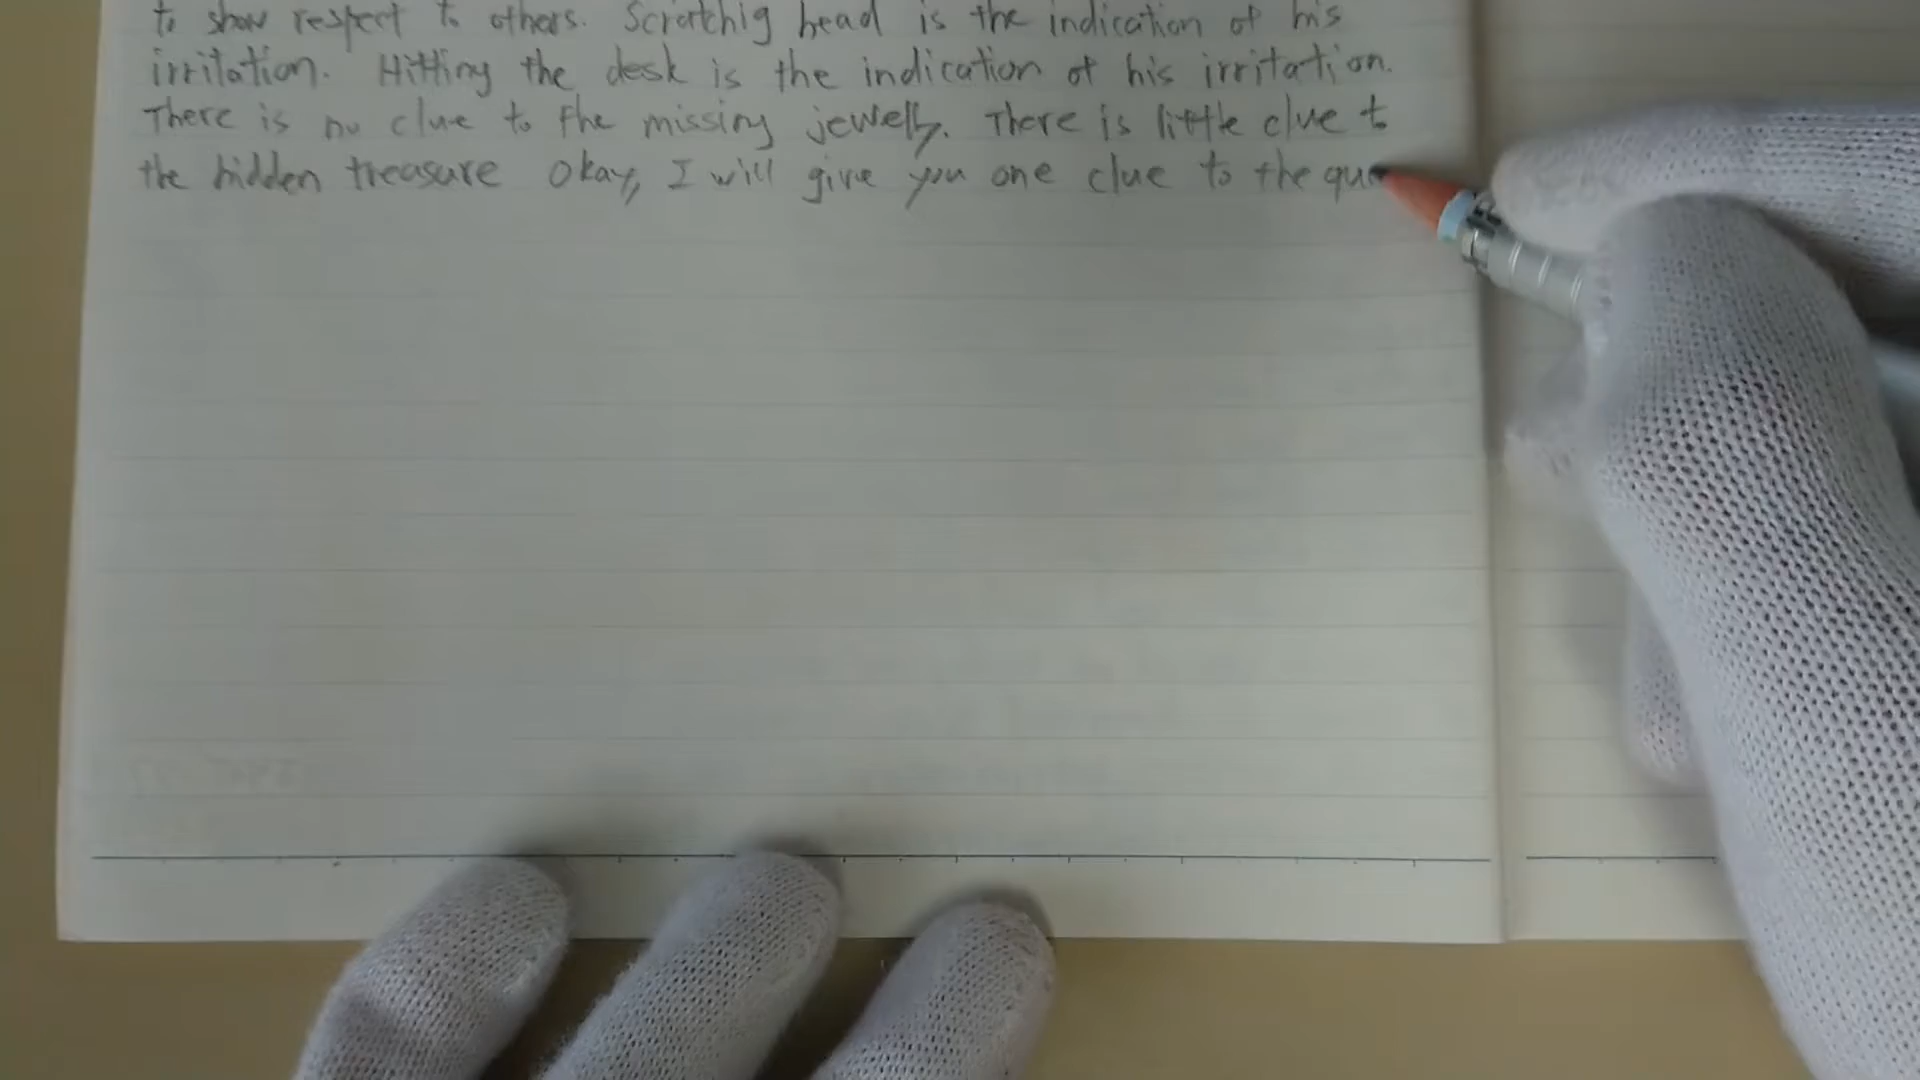 to show respect to others. Scratchig head is the indication of his
irritation. Hitting the desk is the indication of his irritation.
There is no clue to the missing jewelly. There is little clue to
the hidden treasure Okay, I will give you one clue to the que